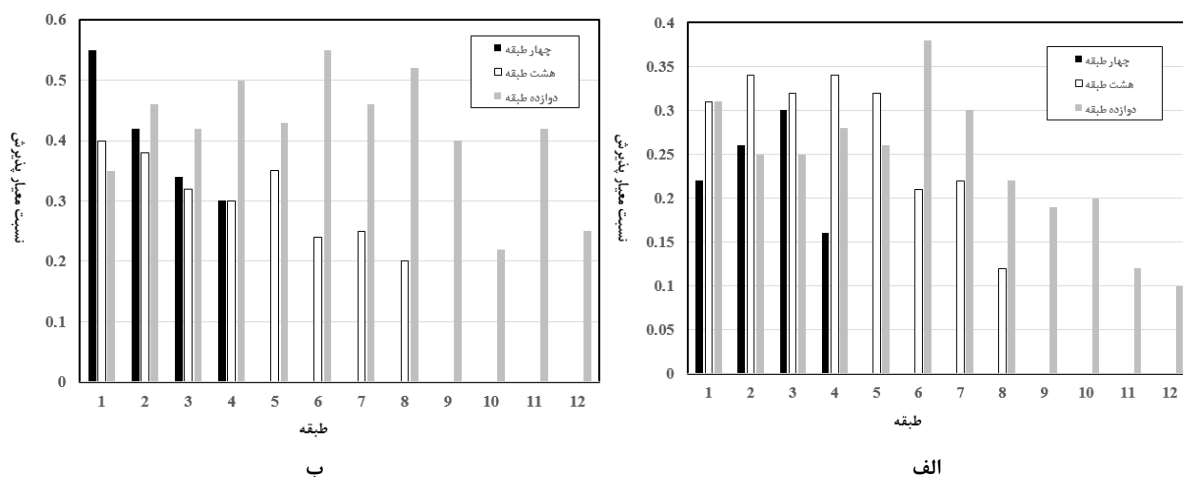 0.4
0.35
0.3
0.25
0.2
0.15
0.1
0.05
0
نسبت معیار پذیرش
چهار طبقه
هشت طبقه
دوازده طبقه
1 2 3 4 5 6 7 8 9 10 11 12
طبقه
الف
0.6
0.5
0.4
0.3
0.2
0.1
0
نسبت معیار پذیرش
چهار طبقه
هشت طبقه
دوازده طبقه
1 2 3 4 5 6 7 8 9 10 11 12
طبقه
ب